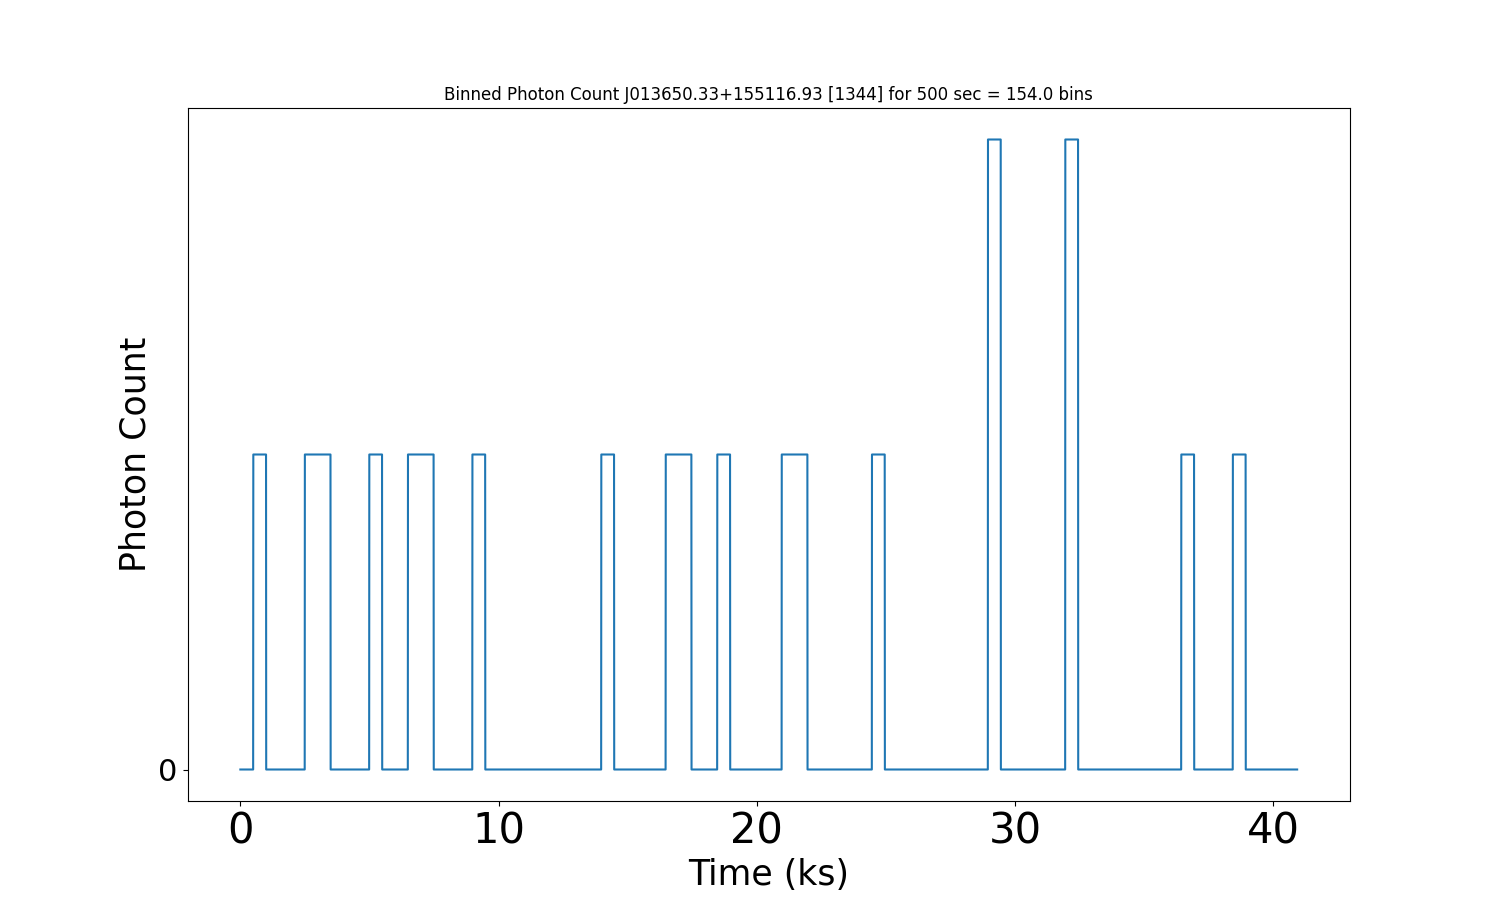 Binned Photon Count J013650.33+155116.93 [1344] for 500 sec = 154.0 bins
Photon Count
0
0 10 20 30 40
Time (ks)